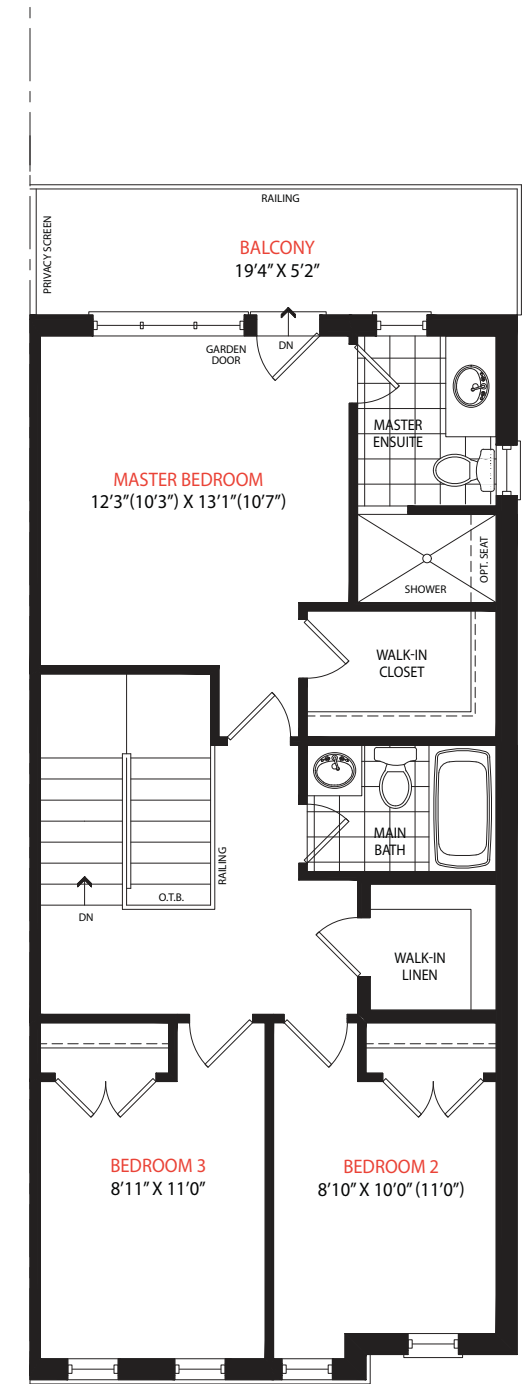 RAILING
PRIVACY SCREEN
BALCONY
19'4" X 5'2"
GARDEN
DOOR
DN
MASTER
ENSUITE
MASTER BEDROOM
12'3"(10'3") X 13'1"(10'7")
OPT. SEAT
SHOWER
WALK-IN
CLOSET
RAILING
MAIN
BATH
O.T.B.
DN
WALK-IN
LINEN
BEDROOM 3
8'11" X 11'0"
BEDROOM 2
8'10" X 10'0" (11'0")